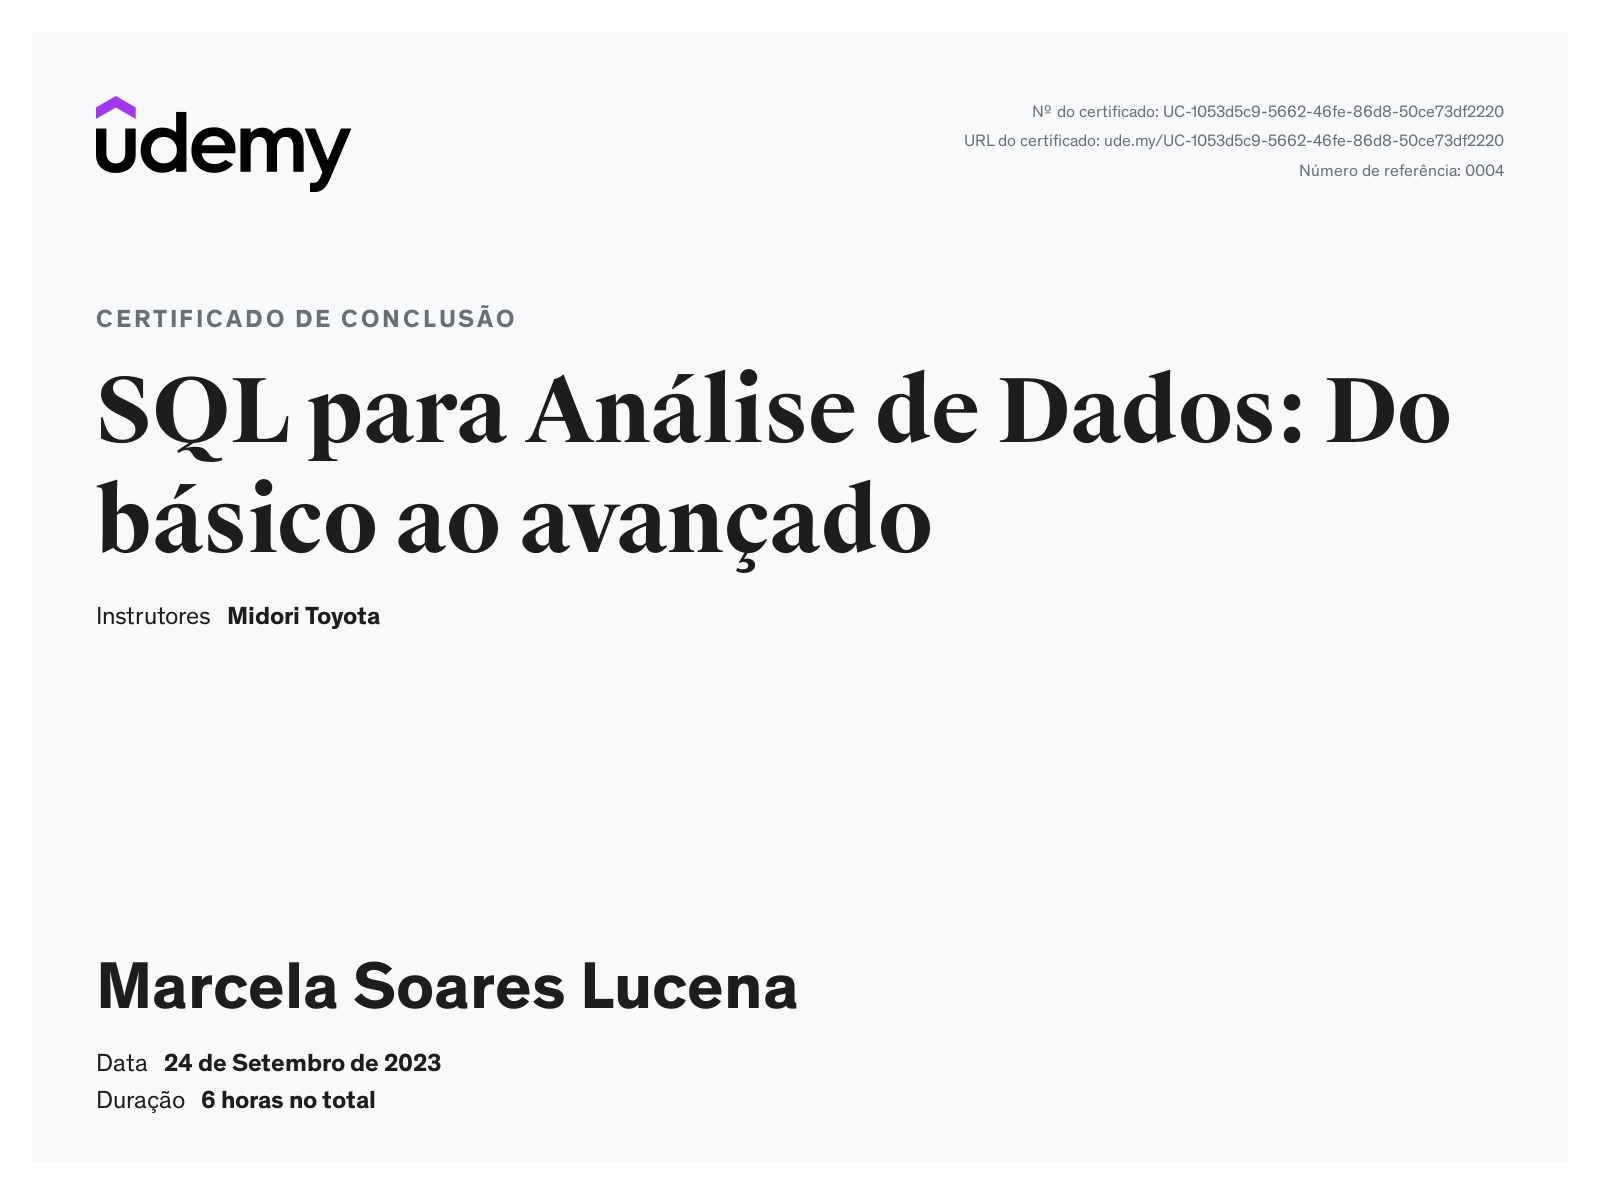 udemy
Nº do certificado: UC-1053d5c9-5662-46fe-86d8-50ce73df2220
URL do certificado: ude.my/UC-1053d5c9-5662-46fe-86d8-50ce73df2220
Número de referência: 0004
CERTIFICADO DE CONCLUSÃO
SQL para Análise de Dados: Do
básico ao avançado
Instrutores Midori Toyota
Marcela Soares Lucena
Data 24 de Setembro de 2023
Duração 6 horas no total